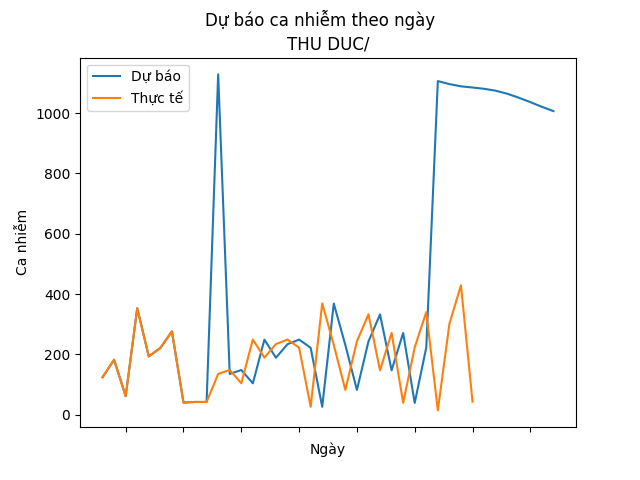 Dự báo ca nhiễm theo ngày
THU DUC/
Dự báo
Thực tế
1000
800
600
400
200
0
Ca nhiễm
Ngày